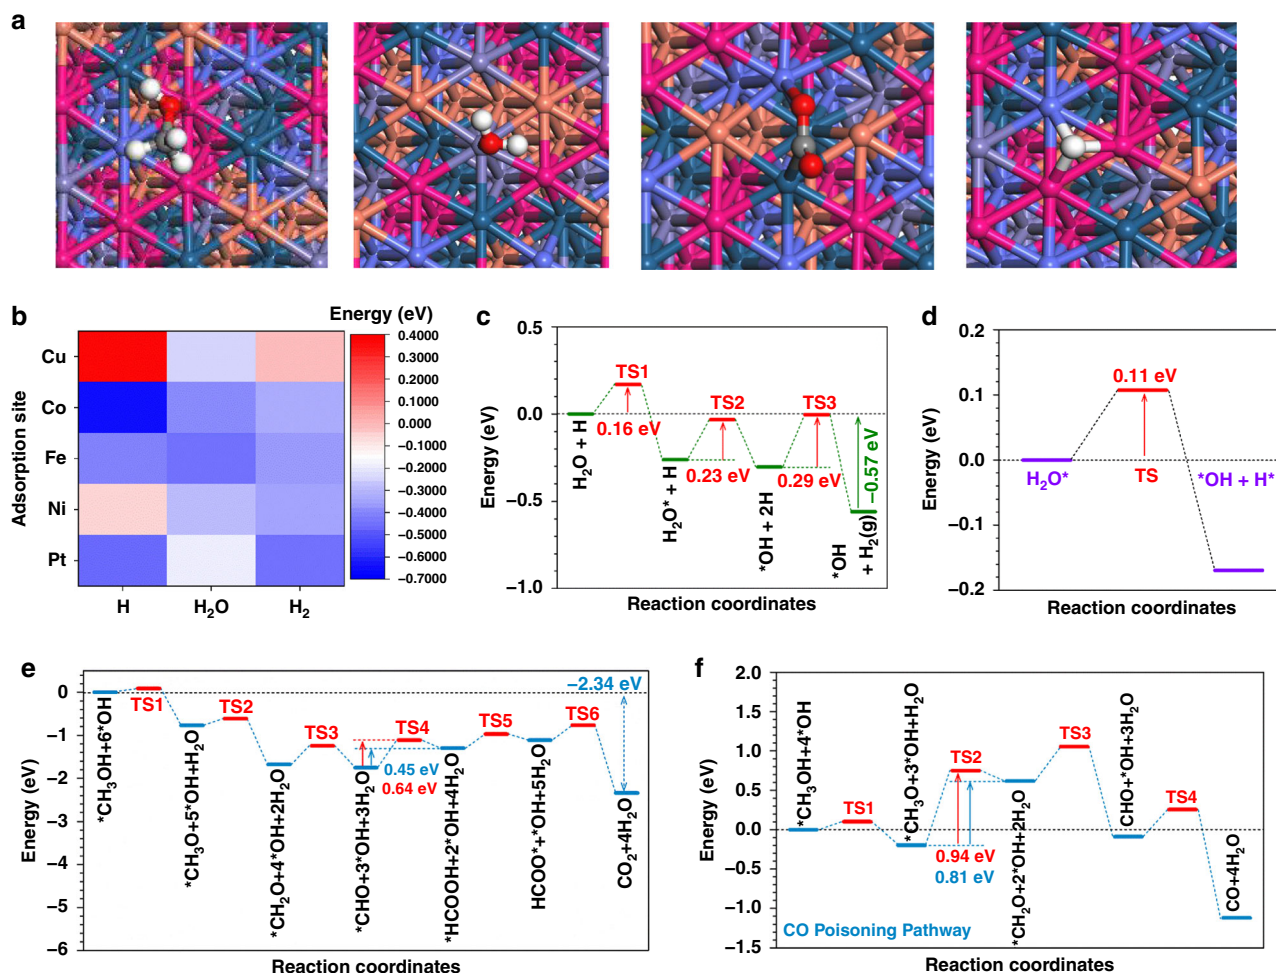 a
b
Energy (eV)
Adsorption site
Cu
Co
Fe
Ni
Pt
H
H₂O
H₂
0.4000
0.3000
0.2000
0.1000
0.000
−0.1000
−0.2000
−0.3000
−0.4000
−0.5000
−0.6000
−0.7000
c
Energy (eV)
0.5
0.0
−0.5
−1.0
TS1
TS2
TS3
0.16 eV
0.23 eV
0.29 eV
−0.57 eV
H₂O + H
H₂O* + H
*OH + 2H
*OH
+ H₂(g)
Reaction coordinates
d
Energy (eV)
0.2
0.1
0.0
−0.1
−0.2
0.11 eV
H₂O*
TS
*OH + H*
Reaction coordinates
e
Energy (eV)
0
−1
−2
−3
−4
−5
−6
−2.34 eV
TS1
TS2
TS3
TS4
TS5
TS6
0.45 eV
0.64 eV
*CH₃OH+6*OH
*CH₃O+5*OH+H₂O
*CH₂O+4*OH+2H₂O
*CHO+3*OH+3H₂O
*HCOOH+2*OH+4H₂O
HCOO*+*OH+5H₂O
CO₂+4H₂O
Reaction coordinates
f
Energy (eV)
2.0
1.5
1.0
0.5
0.0
−0.5
−1.0
−1.5
*CH₃OH+4*OH
TS1
*CH₃O+3*OH+H₂O
TS2
0.94 eV
0.81 eV
*CH₂O+2*OH+2H₂O
TS3
CHO+*OH+3H₂O
TS4
CO+4H₂O
CO Poisoning Pathway
Reaction coordinates